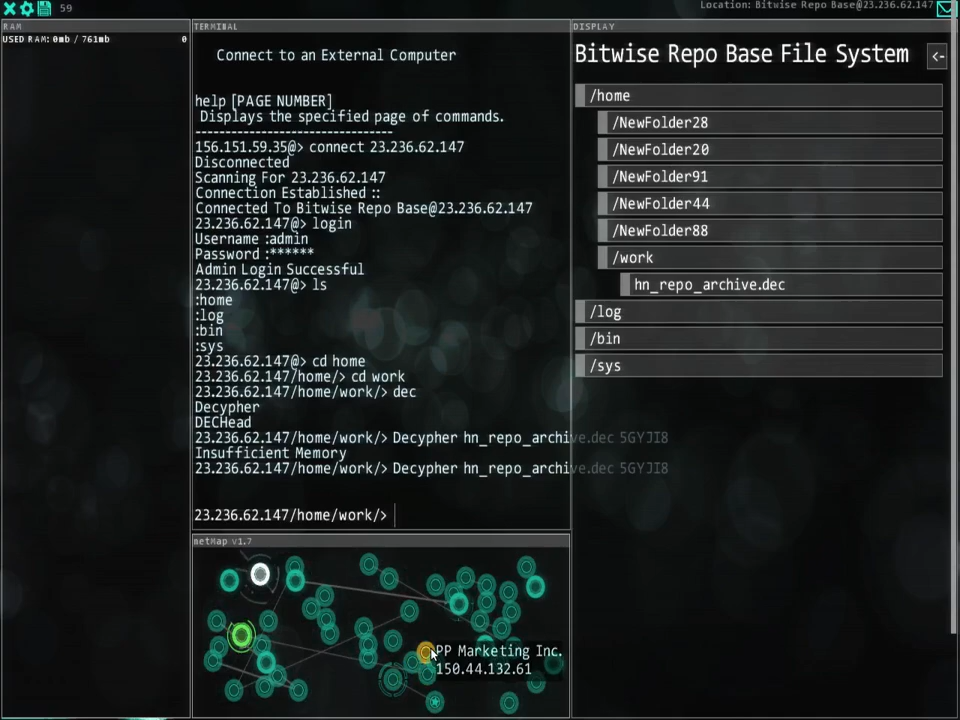 59
Location: Bitwise Repo Base@23.236.62.147
RAM
USED RAM: 0mb / 761mb 0
TERMINAL
Connect to an External Computer
help [PAGE NUMBER]
Displays the specified page of commands.
---------------------------------
156.151.59.35@> connect 23.236.62.147
Disconnected
Scanning For 23.236.62.147
Connection Established ::
Connected To Bitwise Repo Base@23.236.62.147
23.236.62.147@> login
Username :admin
Password :******
Admin Login Successful
23.236.62.147@> ls
:home
:log
:bin
:sys
23.236.62.147@> cd home
23.236.62.147/home/> cd work
23.236.62.147/home/work/> dec
Decypher
DECHead
23.236.62.147/home/work/> Decypher hn_repo_archive.dec 5GYJI8
Insufficient Memory
23.236.62.147/home/work/> Decypher hn_repo_archive.dec 5GYJI8
23.236.62.147/home/work/>
netMap v1.7
PP Marketing Inc.
150.44.132.61
DISPLAY
Bitwise Repo Base File System
<-
/home
/NewFolder28
/NewFolder20
/NewFolder91
/NewFolder44
/NewFolder88
/work
hn_repo_archive.dec
/log
/bin
/sys